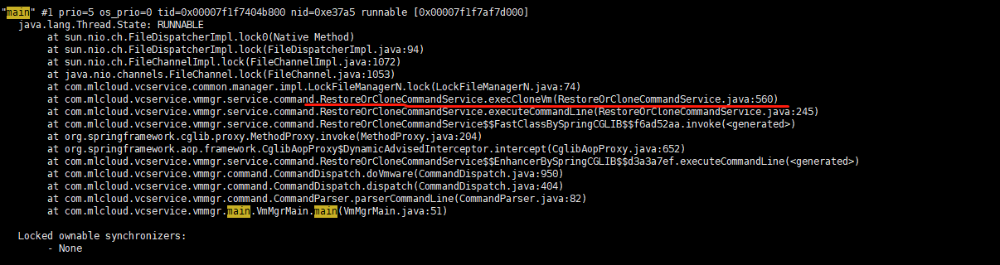 "main" #1 prio=5 os_prio=0 tid=0x00007f1f7404b800 nid=0xe37a5 runnable [0x00007f1f7af7d000]
java.lang.Thread.State: RUNNABLE
at sun.nio.ch.FileDispatcherImpl.lock0(Native Method)
at sun.nio.ch.FileDispatcherImpl.lock(FileDispatcherImpl.java:94)
at sun.nio.ch.FileChannelImpl.lock(FileChannelImpl.java:1072)
at java.nio.channels.FileChannel.lock(FileChannel.java:1053)
at com.mlcloud.vcservice.common.manager.impl.LockFileManagerN.lock(LockFileManagerN.java:74)
at com.mlcloud.vcservice.vmmgr.service.command.RestoreOrCloneCommandService.execCloneVm(RestoreOrCloneCommandService.java:560)
at com.mlcloud.vcservice.vmmgr.service.command.RestoreOrCloneCommandService.executeCommandLine(RestoreOrCloneCommandService.java:245)
at com.mlcloud.vcservice.vmmgr.service.command.RestoreOrCloneCommandService$$FastClassBySpringCGLIB$$f6ad52aa.invoke(<generated>)
at org.springframework.cglib.proxy.MethodProxy.invoke(MethodProxy.java:204)
at org.springframework.aop.framework.CglibAopProxy$DynamicAdvisedInterceptor.intercept(CglibAopProxy.java:652)
at com.mlcloud.vcservice.vmmgr.service.command.RestoreOrCloneCommandService$$EnhancerBySpringCGLIB$$d3a3a7ef.executeCommandLine(<generated>)
at com.mlcloud.vcservice.vmmgr.command.CommandDispatch.doVmware(CommandDispatch.java:950)
at com.mlcloud.vcservice.vmmgr.command.CommandDispatch.dispatch(CommandDispatch.java:404)
at com.mlcloud.vcservice.vmmgr.command.CommandParser.parserCommandLine(CommandParser.java:82)
at com.mlcloud.vcservice.vmmgr.main.VmMgrMain.main(VmMgrMain.java:51)
Locked ownable synchronizers:
- None